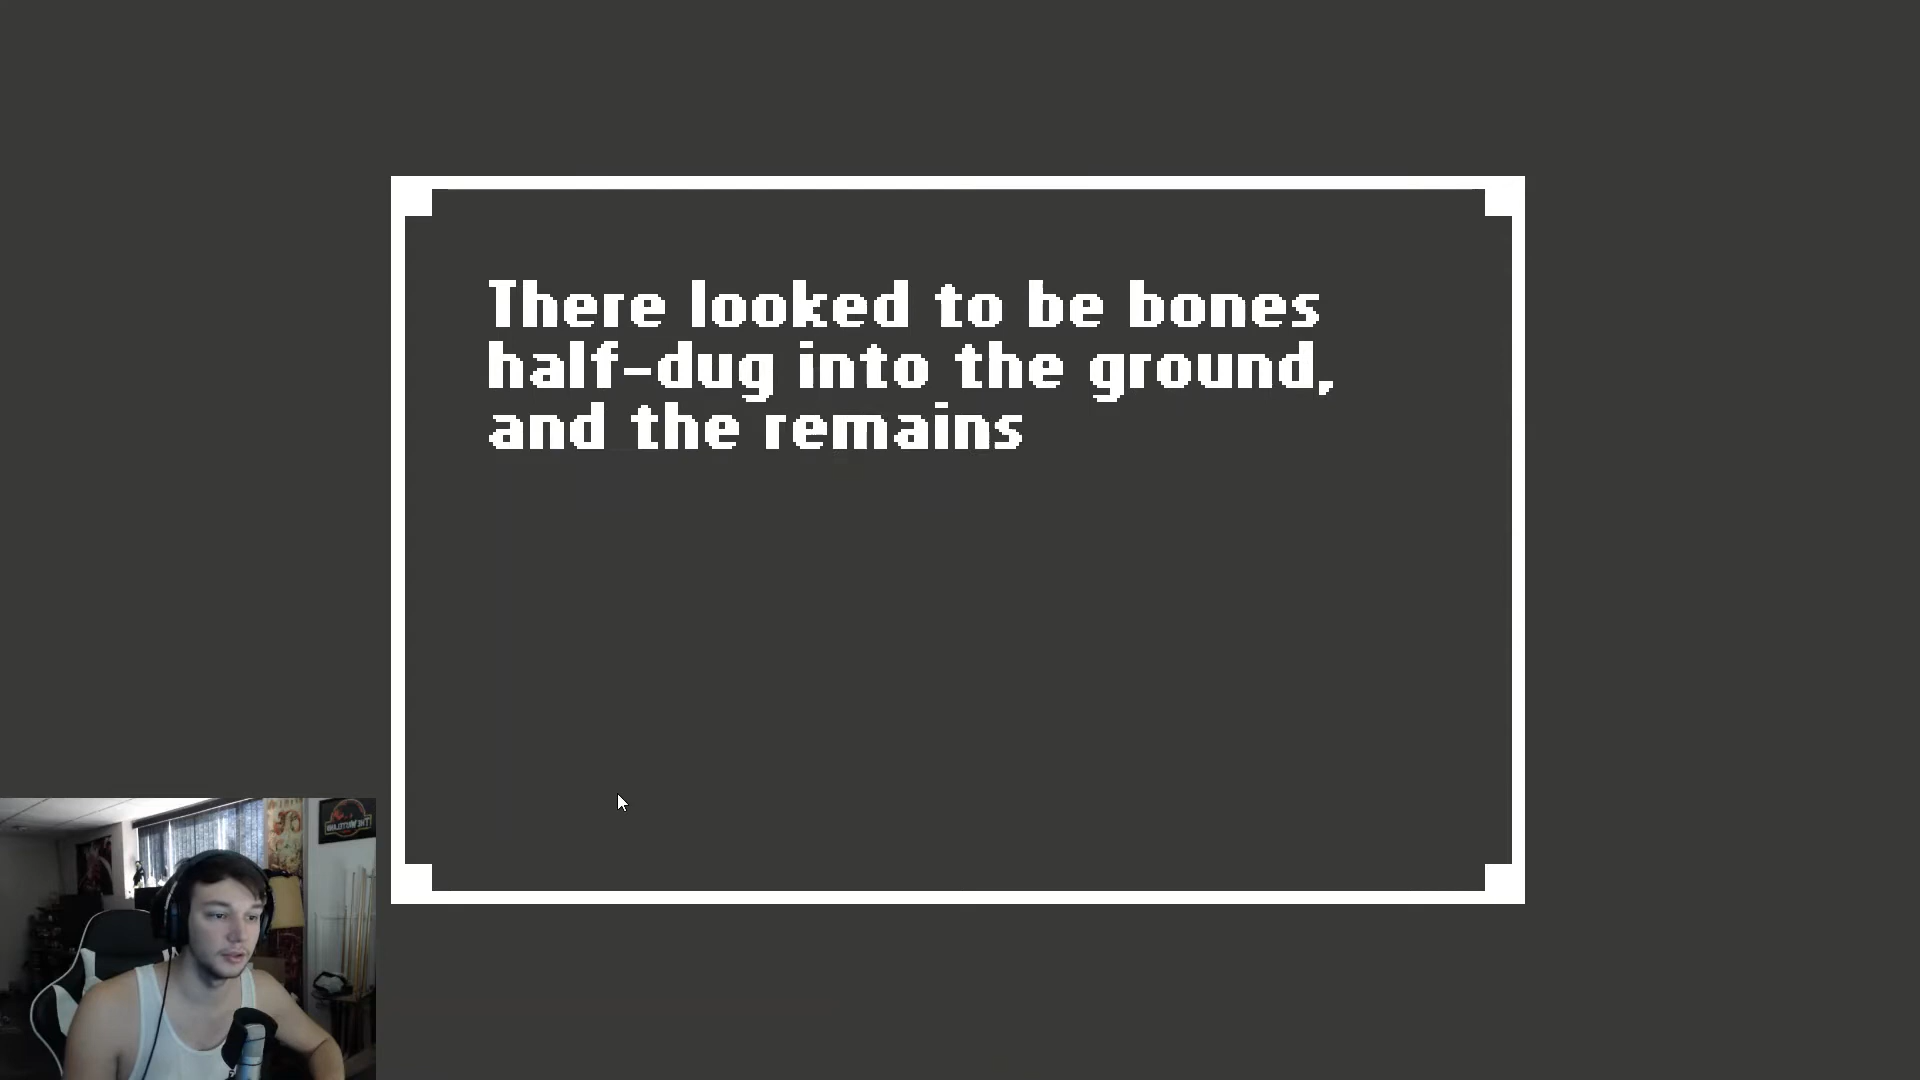 There looked to be bones
half-dug into the ground,
and the remains